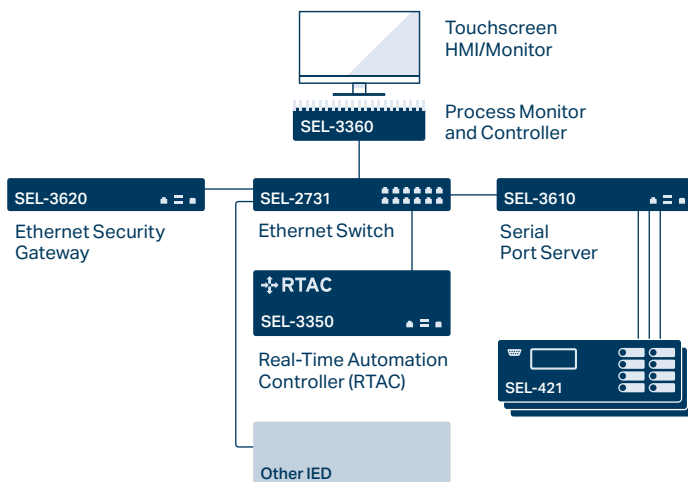 Touchscreen
HMI/Monitor
SEL-3360
Process Monitor
and Controller
SEL-3620
Ethernet Security
Gateway
SEL-2731
Ethernet Switch
SEL-3610
Serial
Port Server
RTAC
SEL-3350
Real-Time Automation
Controller (RTAC)
SEL-421
Other IED